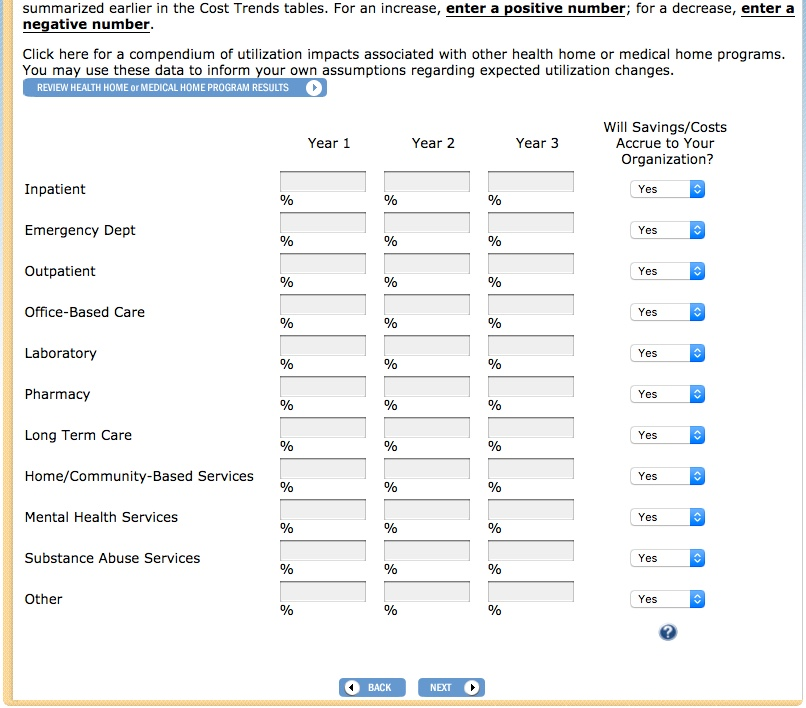 summarized earlier in the Cost Trends tables. For an increase, enter a positive number; for a decrease, enter a
negative number.
Click here for a compendium of utilization impacts associated with other health home or medical home programs.
You may use these data to inform your own assumptions regarding expected utilization changes.
REVIEW HEALTH HOME or MEDICAL HOME PROGRAM RESULTS
Will Savings/Costs
Year 1 Year 2 Year 3 Accrue to Your
Organization?
Inpatient Yes
% % %
Emergency Dept Yes
% % %
Outpatient Yes
% % %
Office-Based Care Yes
% % %
Laboratory Yes
% % %
Pharmacy Yes
% % %
Long Term Care Yes
% % %
Home/Community-Based Services Yes
% % %
Mental Health Services Yes
% % %
Substance Abuse Services Yes
% % %
Other Yes
% % %
?
BACK NEXT